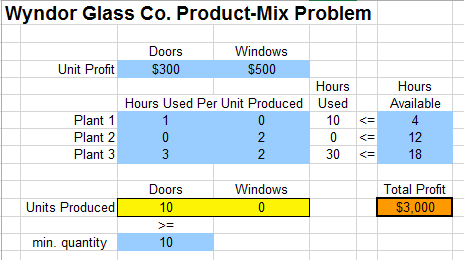 Wyndor Glass Co. Product-Mix Problem
Doors Windows
Unit Profit $300 $500
Hours Hours
Hours Used Per Unit Produced Used Available
Plant 1 1 0 10 <= 4
Plant 2 0 2 0 <= 12
Plant 3 3 2 30 <= 18
Doors Windows Total Profit
Units Produced 10 0 $3,000
>=
min. quantity 10